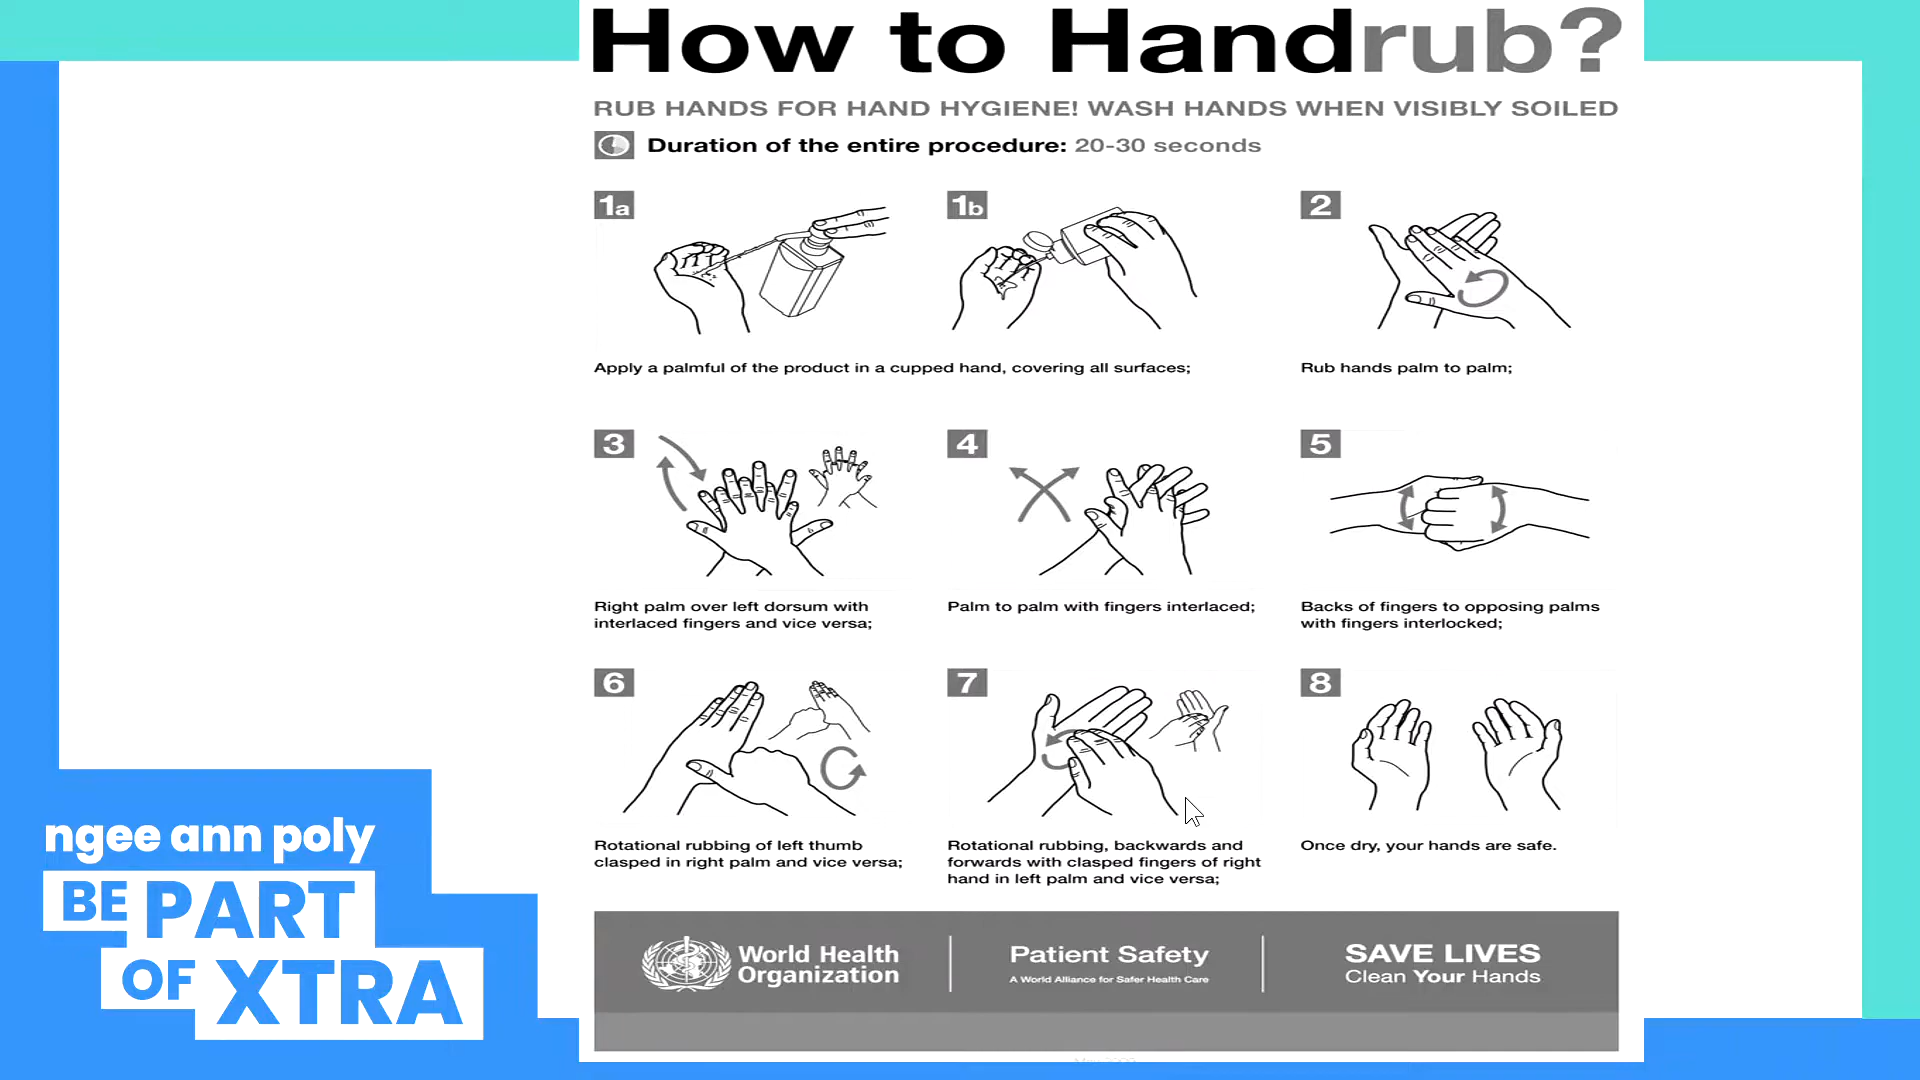 How to Handrub?
RUB HANDS FOR HAND HYGIENE! WASH HANDS WHEN VISIBLY SOILED
Duration of the entire procedure: 20-30 seconds
1a
1b
2
Apply a palmful of the product in a cupped hand, covering all surfaces;
Rub hands palm to palm;
3
4
5
Right palm over left dorsum with
interlaced fingers and vice versa;
Palm to palm with fingers interlaced;
Backs of fingers to opposing palms
with fingers interlocked;
6
7
8
Rotational rubbing of left thumb
clasped in right palm and vice versa;
Rotational rubbing, backwards and
forwards with clasped fingers of right
hand in left palm and vice versa;
Once dry, your hands are safe.
World Health
Organization
Patient Safety
A World Alliance for Safer Health Care
SAVE LIVES
Clean Your Hands
ngee ann poly
BE PART
OF XTRA